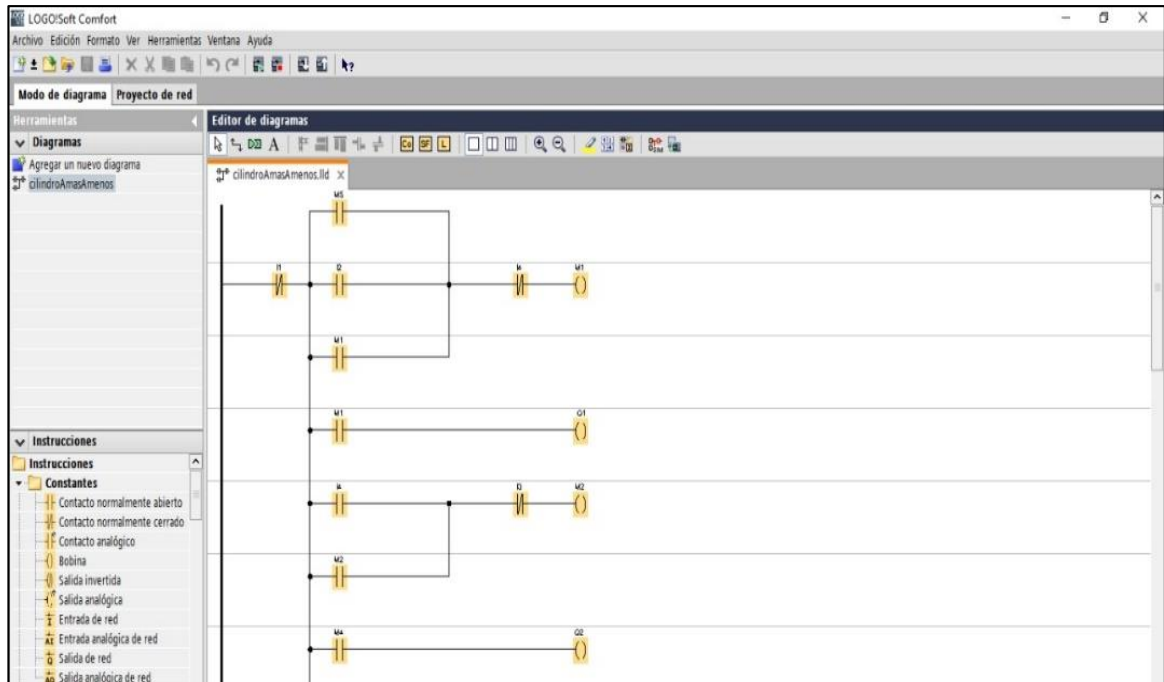 LOGO!Soft Comfort
Archivo Edición Formato Ver Herramientas Ventana Ayuda
Modo de diagrama Proyecto de red
Herramientas
Diagramas
Agregar un nuevo diagrama
cilindroAmasAmenos
Instrucciones
Instrucciones
Constantes
Contacto normalmente abierto
Contacto normalmente cerrado
Contacto analógico
Bobina
Salida invertida
Salida analógica
Entrada de red
Entrada analógica de red
Salida de red
Salida analógica de red
Editor de diagramas
A Co SF L
cilindroAmasAmenos.lld
M5
I1 I2 I4 M1
M1
M1 Q1
I4 I3 M2
M2
Q2